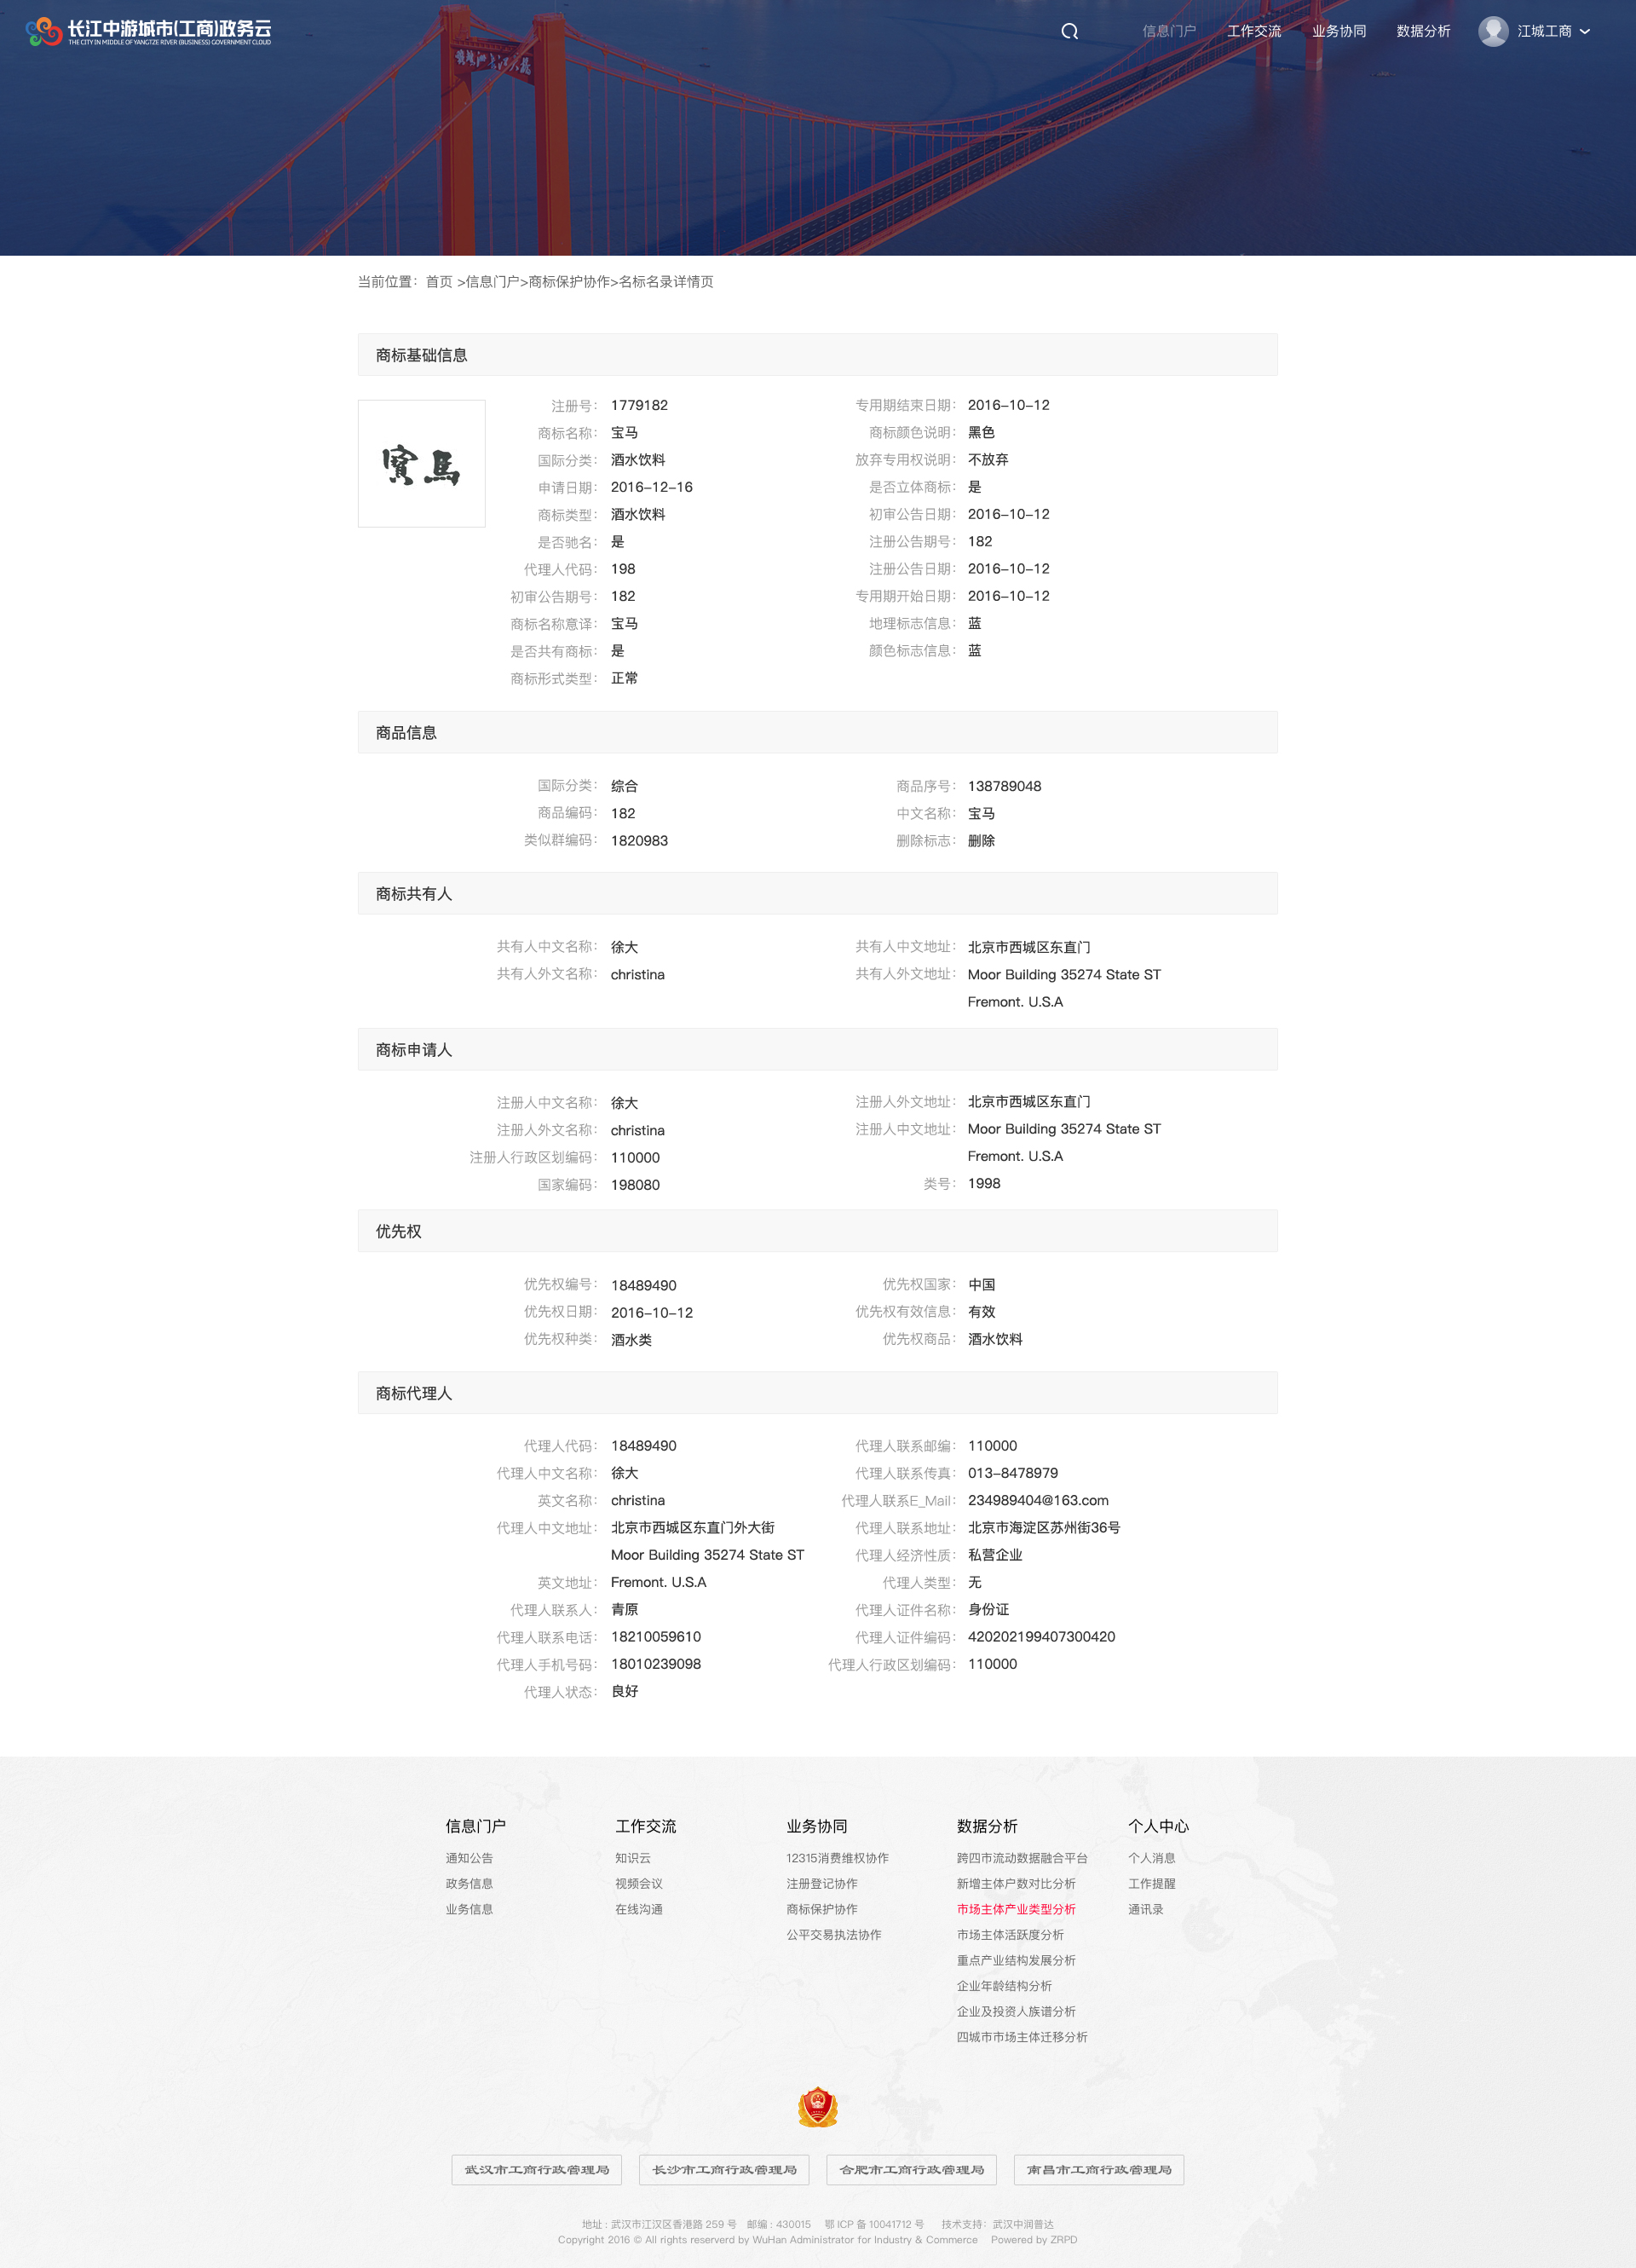 长江中游城市(工商)政务云
THE CITY IN MIDDLE OF YANGTZE RIVER (BUSINESS) GOVERNMENT CLOUD
信息门户 工作交流 业务协同 数据分析 江城工商
当前位置：首页 >信息门户>商标保护协作>名标名录详情页
商标基础信息
寳馬
注册号： 1779182 专用期结束日期： 2016-10-12
商标名称： 宝马 商标颜色说明： 黑色
国际分类： 酒水饮料 放弃专用权说明： 不放弃
申请日期： 2016-12-16 是否立体商标： 是
商标类型： 酒水饮料 初审公告日期： 2016-10-12
是否驰名： 是 注册公告期号： 182
代理人代码： 198 注册公告日期： 2016-10-12
初审公告期号： 182 专用期开始日期： 2016-10-12
商标名称意译： 宝马 地理标志信息： 蓝
是否共有商标： 是 颜色标志信息： 蓝
商标形式类型： 正常
商品信息
国际分类： 综合 商品序号： 138789048
商品编码： 182 中文名称： 宝马
类似群编码： 1820983 删除标志： 删除
商标共有人
共有人中文名称： 徐大 共有人中文地址： 北京市西城区东直门
共有人外文名称： christina 共有人外文地址： Moor Building 35274 State ST
Fremont. U.S.A
商标申请人
注册人中文名称： 徐大 注册人外文地址： 北京市西城区东直门
注册人外文名称： christina 注册人中文地址： Moor Building 35274 State ST
注册人行政区划编码： 110000 Fremont. U.S.A
国家编码： 198080 类号： 1998
优先权
优先权编号： 18489490 优先权国家： 中国
优先权日期： 2016-10-12 优先权有效信息： 有效
优先权种类： 酒水类 优先权商品： 酒水饮料
商标代理人
代理人代码： 18489490 代理人联系邮编： 110000
代理人中文名称： 徐大 代理人联系传真： 013-8478979
英文名称： christina 代理人联系E_Mail： 234989404@163.com
代理人中文地址： 北京市西城区东直门外大街 代理人联系地址： 北京市海淀区苏州街36号
Moor Building 35274 State ST 代理人经济性质： 私营企业
英文地址： Fremont. U.S.A 代理人类型： 无
代理人联系人： 青原 代理人证件名称： 身份证
代理人联系电话： 18210059610 代理人证件编码： 420202199407300420
代理人手机号码： 18010239098 代理人行政区划编码： 110000
代理人状态： 良好
信息门户 工作交流 业务协同 数据分析 个人中心
通知公告 知识云 12315消费维权协作 跨四市流动数据融合平台 个人消息
政务信息 视频会议 注册登记协作 新增主体户数对比分析 工作提醒
业务信息 在线沟通 商标保护协作 市场主体产业类型分析 通讯录
公平交易执法协作 市场主体活跃度分析
重点产业结构发展分析
企业年龄结构分析
企业及投资人族谱分析
四城市市场主体迁移分析
武汉市工商行政管理局 长沙市工商行政管理局 合肥市工商行政管理局 南昌市工商行政管理局
地址 : 武汉市江汉区香港路 259 号 邮编 : 430015 鄂 ICP 备 10041712 号 技术支持：武汉中润普达
Copyright 2016 © All rights reserverd by WuHan Administrator for Industry & Commerce Powered by ZRPD